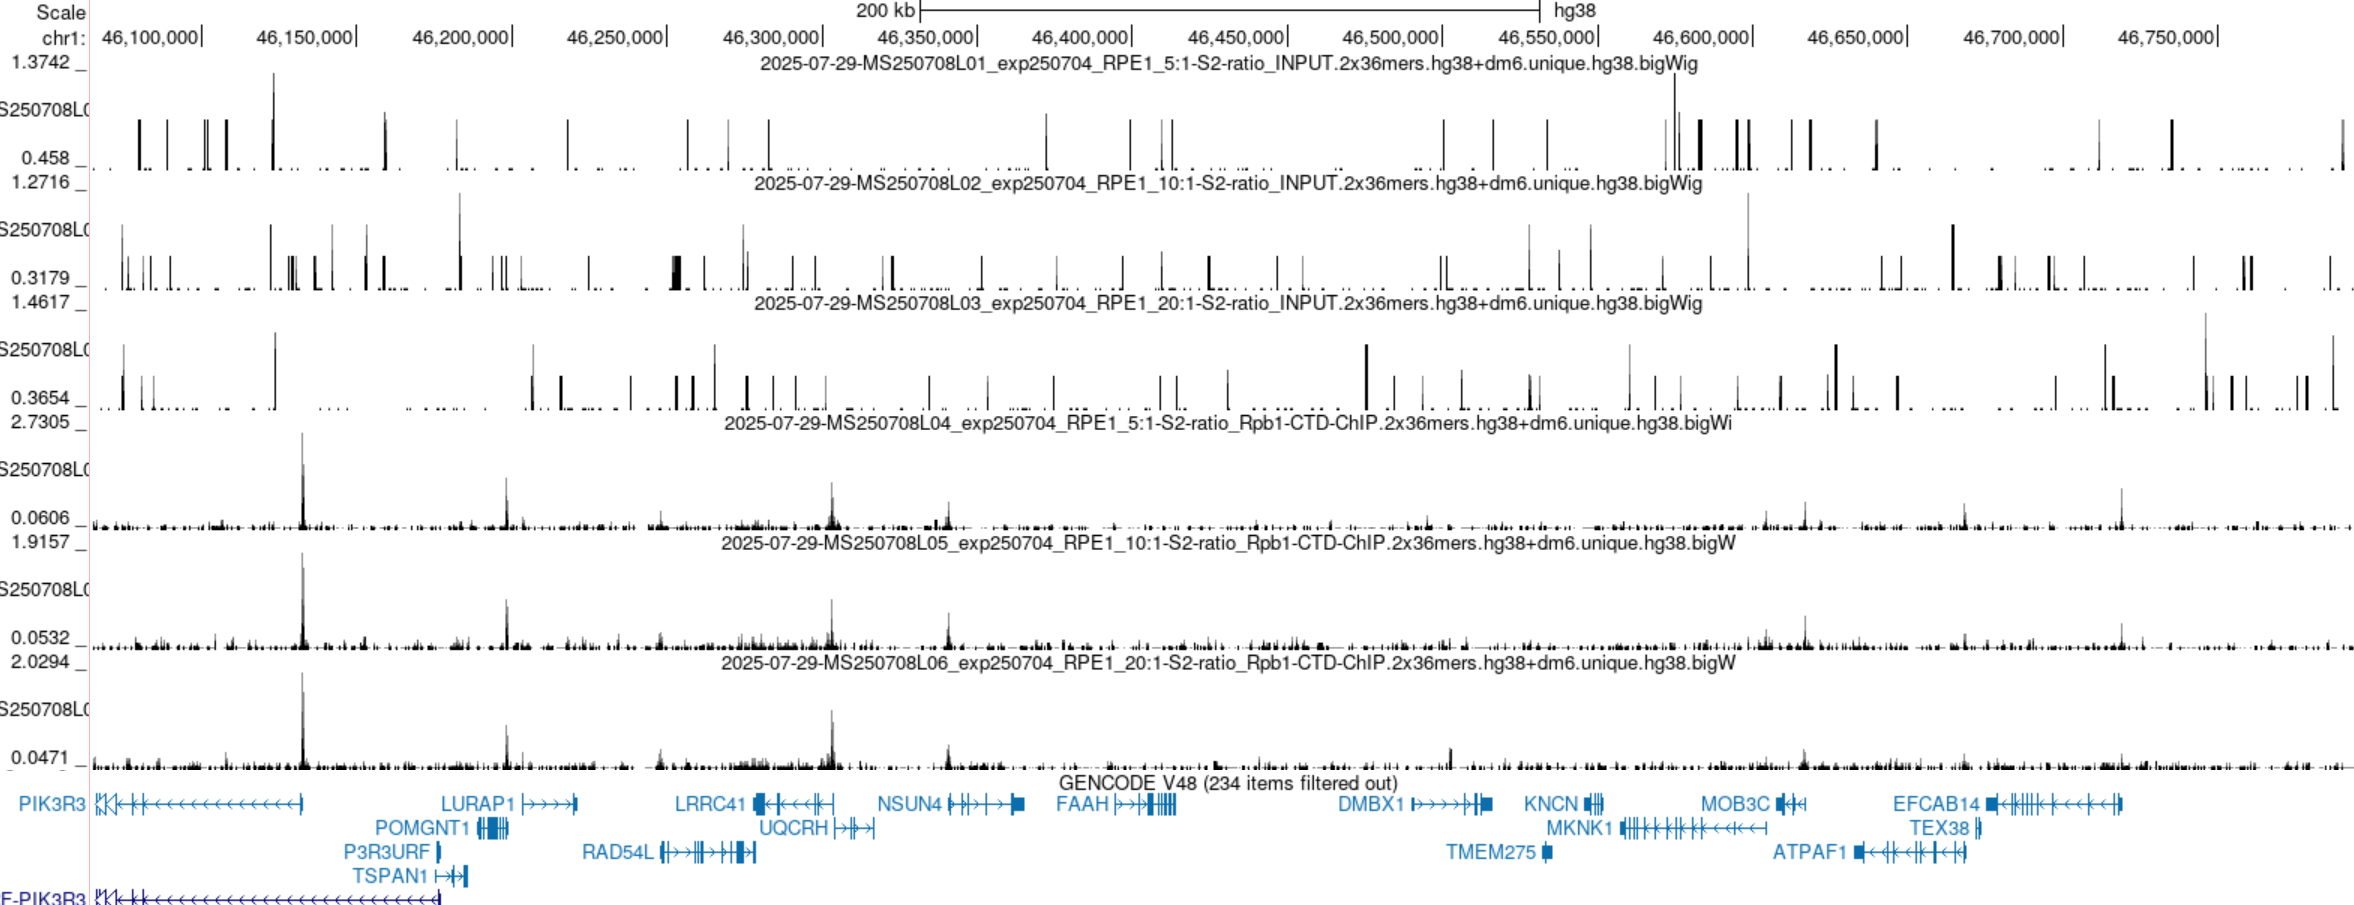 Scale 200 kb hg38
chr1: 46,100,000 46,150,000 46,200,000 46,250,000 46,300,000 46,350,000 46,400,000 46,450,000 46,500,000 46,550,000 46,600,000 46,650,000 46,700,000 46,750,000
1.3742 _ 2025-07-29-MS250708L01_exp250704_RPE1_5:1-S2-ratio_INPUT.2x36mers.hg38+dm6.unique.hg38.bigWig
S250708L0
0.458 _
1.2716 _ 2025-07-29-MS250708L02_exp250704_RPE1_10:1-S2-ratio_INPUT.2x36mers.hg38+dm6.unique.hg38.bigWig
S250708L0
0.3179 _
1.4617 _ 2025-07-29-MS250708L03_exp250704_RPE1_20:1-S2-ratio_INPUT.2x36mers.hg38+dm6.unique.hg38.bigWig
S250708L0
0.3654 _
2.7305 _ 2025-07-29-MS250708L04_exp250704_RPE1_5:1-S2-ratio_Rpb1-CTD-ChIP.2x36mers.hg38+dm6.unique.hg38.bigWi
S250708L0
0.0606 _
1.9157 _ 2025-07-29-MS250708L05_exp250704_RPE1_10:1-S2-ratio_Rpb1-CTD-ChIP.2x36mers.hg38+dm6.unique.hg38.bigW
S250708L0
0.0532 _
2.0294 _ 2025-07-29-MS250708L06_exp250704_RPE1_20:1-S2-ratio_Rpb1-CTD-ChIP.2x36mers.hg38+dm6.unique.hg38.bigW
S250708L0
0.0471 _
GENCODE V48 (234 items filtered out)
PIK3R3 LURAP1 LRRC41 NSUN4 FAAH DMBX1 KNCN MOB3C EFCAB14
POMGNT1 UQCRH MKNK1 TEX38
P3R3URF RAD54L TMEM275 ATPAF1
TSPAN1
F-PIK3R3